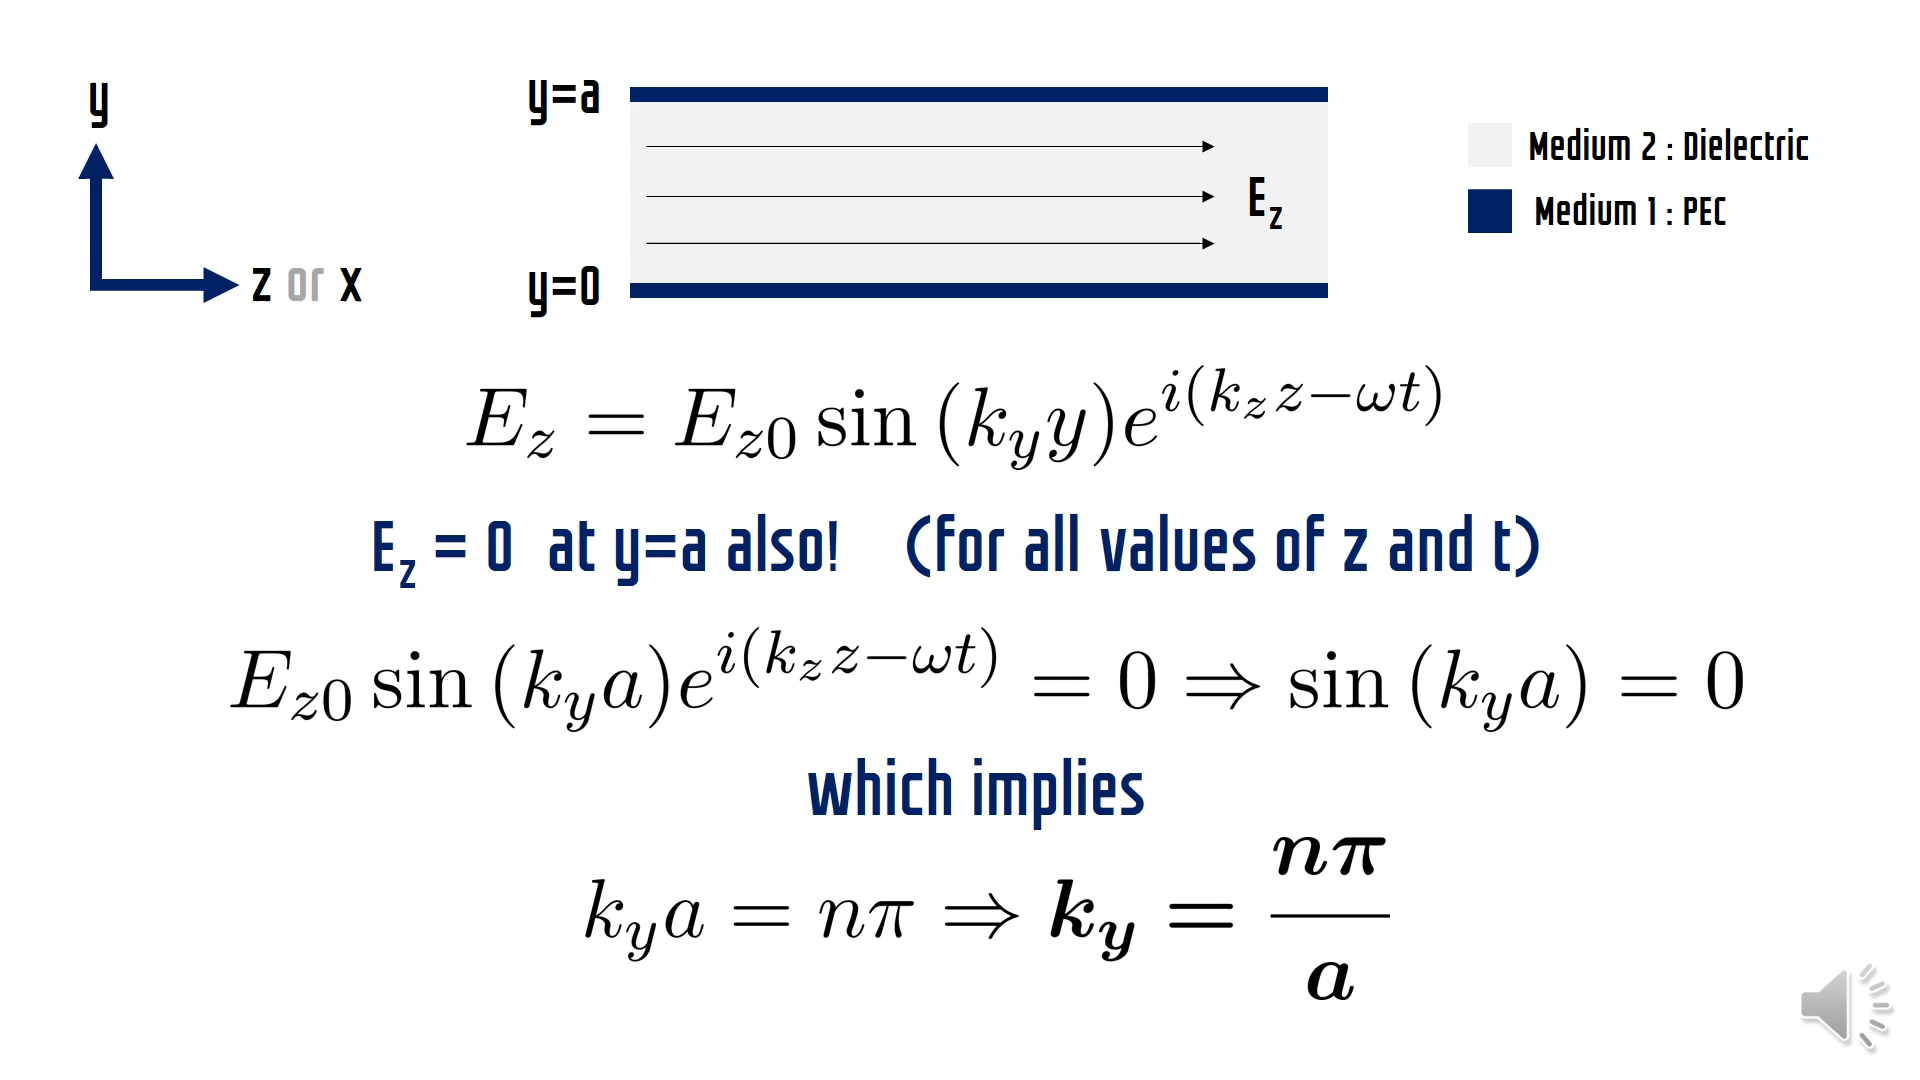 y
z or x
y=a
y=0
E_z
Medium 2 : Dielectric
Medium 1 : PEC
E_z = E_{z0} sin (k_y y)e^{i(k_z z−ωt)}
E_z = 0 at y=a also! (for all values of z and t)
E_{z0} sin (k_y a)e^{i(k_z z−ωt)} = 0 ⇒ sin (k_y a) = 0
which implies
k_y a = nπ ⇒ k_y = \frac{nπ}{a}